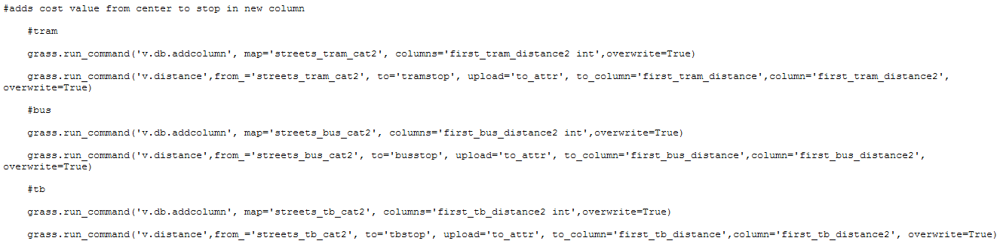 #adds cost value from center to stop in new column
#tram
grass.run_command('v.db.addcolumn', map='streets_tram_cat2', columns='first_tram_distance2 int',overwrite=True)
grass.run_command('v.distance',from_='streets_tram_cat2', to='tramstop', upload='to_attr', to_column='first_tram_distance',column='first_tram_distance2',
overwrite=True)
#bus
grass.run_command('v.db.addcolumn', map='streets_bus_cat2', columns='first_bus_distance2 int',overwrite=True)
grass.run_command('v.distance',from_='streets_bus_cat2', to='busstop', upload='to_attr', to_column='first_bus_distance',column='first_bus_distance2',
overwrite=True)
#tb
grass.run_command('v.db.addcolumn', map='streets_tb_cat2', columns='first_tb_distance2 int',overwrite=True)
grass.run_command('v.distance',from_='streets_tb_cat2', to='tbstop', upload='to_attr', to_column='first_tb_distance',column='first_tb_distance2', overwrite=True)